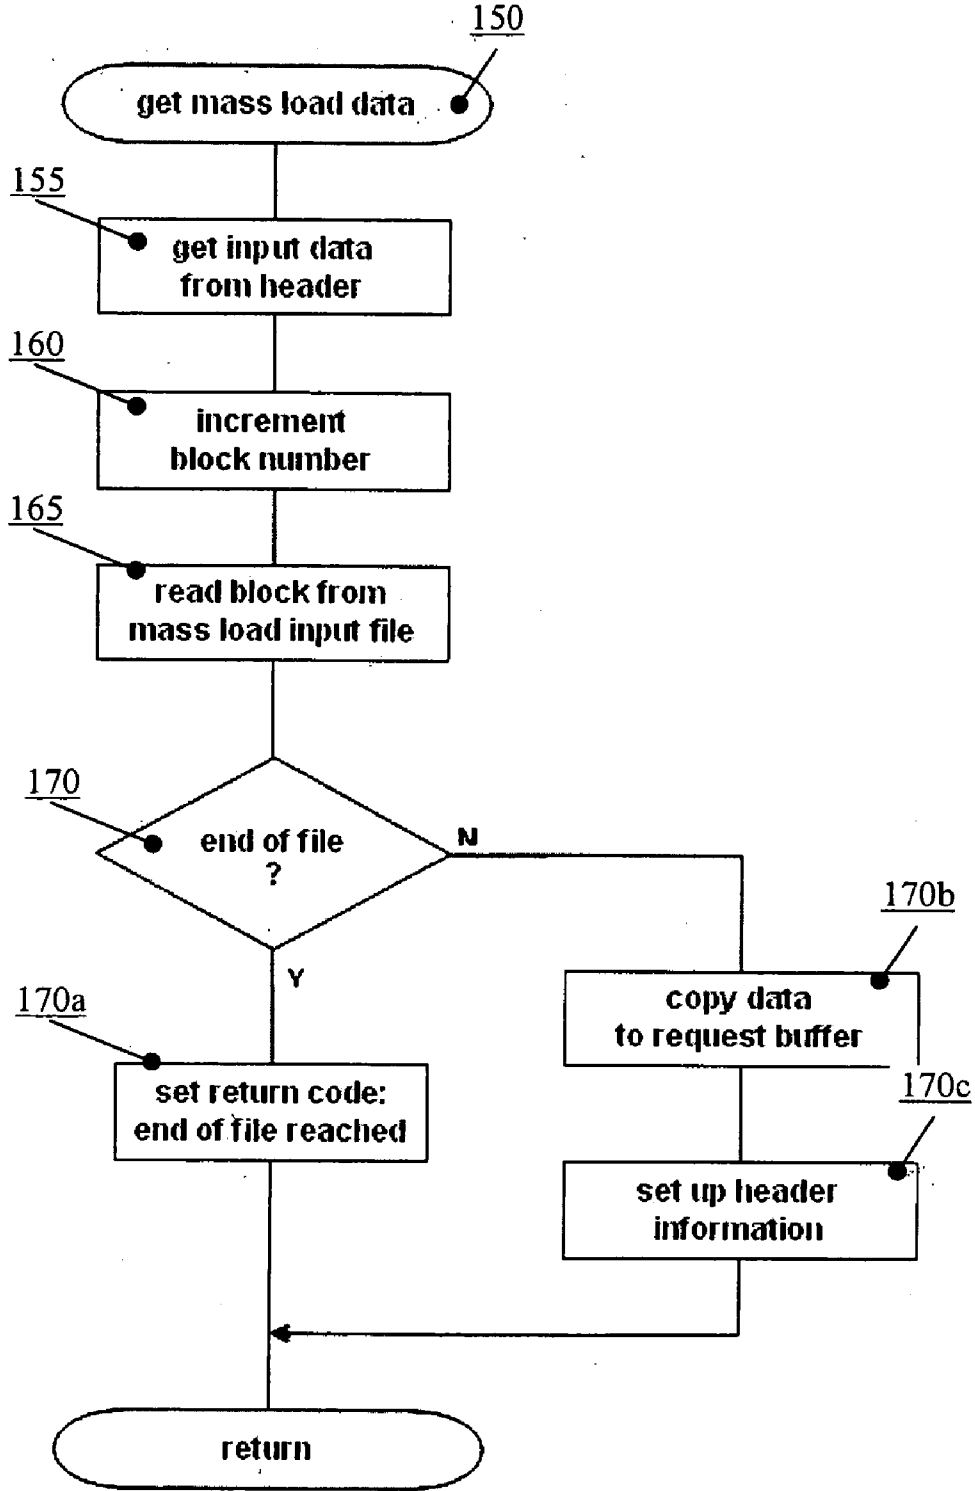 150
get mass load data
155
get input data
from header
160
increment
block number
165
read block from
mass load input file
170
end of file
?
N
Y
170b
copy data
to request buffer
170a
set return code:
end of file reached
170c
set up header
information
return